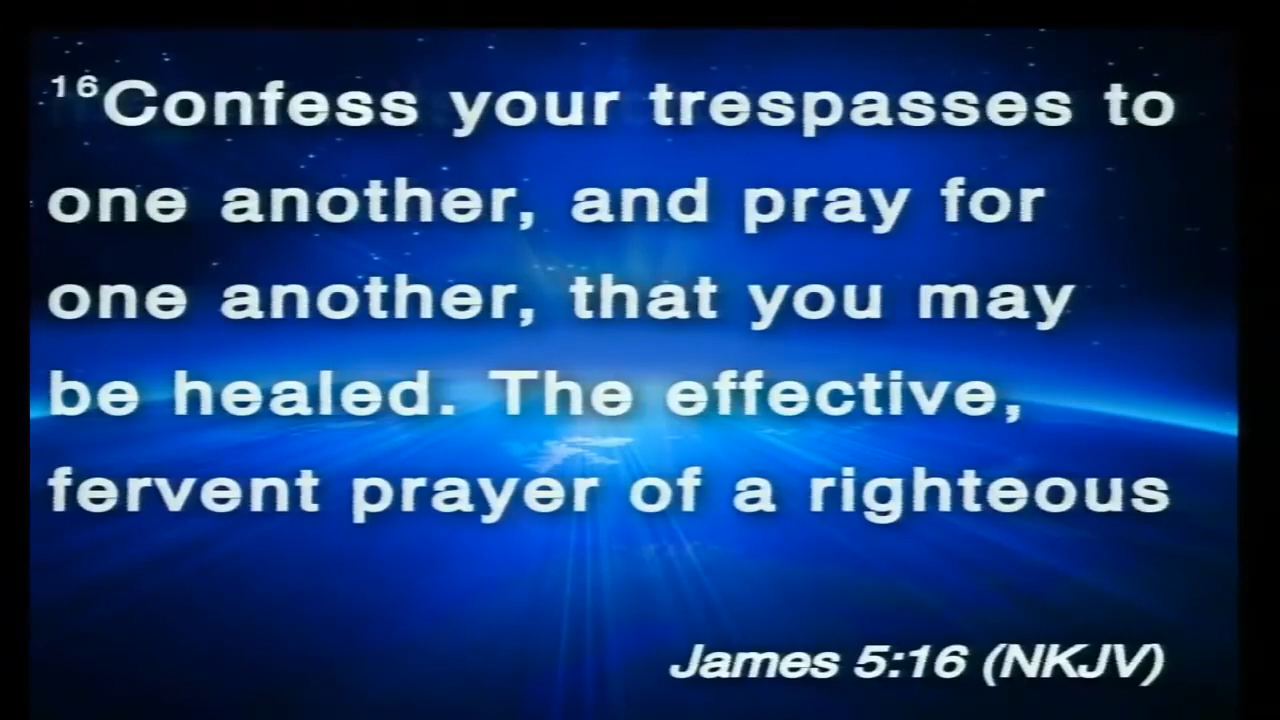 ¹⁶Confess your trespasses to
one another, and pray for
one another, that you may
be healed. The effective,
fervent prayer of a righteous
James 5:16 (NKJV)